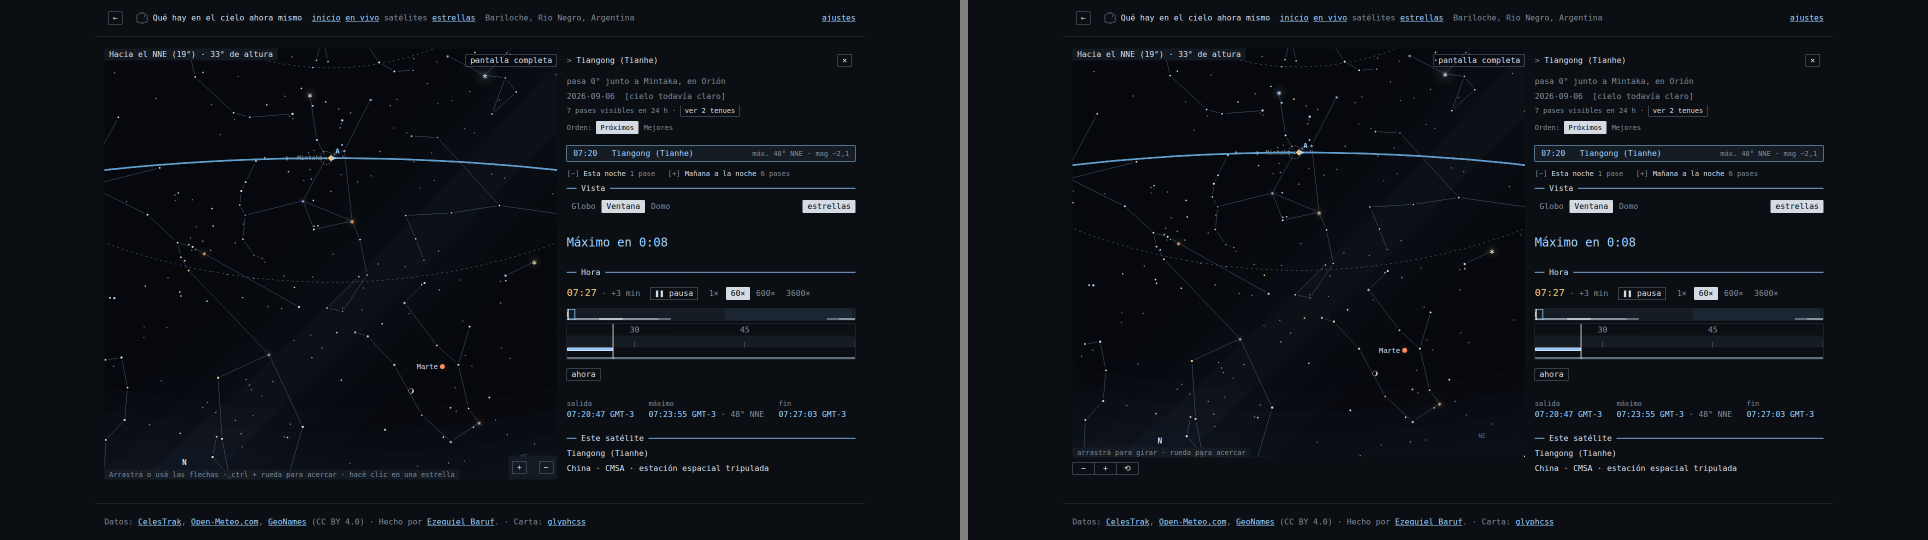 ← Qué hay en el cielo ahora mismo inicio en vivo satélites estrellas Bariloche, Río Negro, Argentina ajustes
Hacia el NNE (19°) · 33° de altura
pantalla completa
Mintaka
A
Marte
N
Arrastrá o usá las flechas · ctrl + rueda para acercar · hacé clic en una estrella
+ −
> Tiangong (Tianhe) ×
pasa 0° junto a Mintaka, en Orión
2026-09-06 [cielo todavía claro]
7 pases visibles en 24 h · ver 2 tenues
Orden: Próximos Mejores
07:20 Tiangong (Tianhe) máx. 48° NNE · mag −2,1
[−] Esta noche 1 pase [+] Mañana a la noche 6 pases
Vista
Globo Ventana Domo estrellas
Máximo en 0:08
Hora
07:27 · +3 min ❚❚ pausa 1× 60× 600× 3600×
30 45
ahora
salida máximo fin
07:20:47 GMT-3 07:23:55 GMT-3 · 48° NNE 07:27:03 GMT-3
Este satélite
Tiangong (Tianhe)
China · CMSA · estación espacial tripulada
Datos: CelesTrak, Open-Meteo.com, GeoNames (CC BY 4.0) · Hecho por Ezequiel Baruf. · Carta: glyphcss
← Qué hay en el cielo ahora mismo inicio en vivo satélites estrellas Bariloche, Río Negro, Argentina ajustes
Hacia el NNE (19°) · 33° de altura
pantalla completa
Mintaka
A
Marte
NE
N
arrastrá para girar · rueda para acercar
− + ⟲
> Tiangong (Tianhe) ×
pasa 0° junto a Mintaka, en Orión
2026-09-06 [cielo todavía claro]
7 pases visibles en 24 h · ver 2 tenues
Orden: Próximos Mejores
07:20 Tiangong (Tianhe) máx. 48° NNE · mag −2,1
[−] Esta noche 1 pase [+] Mañana a la noche 6 pases
Vista
Globo Ventana Domo estrellas
Máximo en 0:08
Hora
07:27 · +3 min ❚❚ pausa 1× 60× 600× 3600×
30 45
ahora
salida máximo fin
07:20:47 GMT-3 07:23:55 GMT-3 · 48° NNE 07:27:03 GMT-3
Este satélite
Tiangong (Tianhe)
China · CMSA · estación espacial tripulada
Datos: CelesTrak, Open-Meteo.com, GeoNames (CC BY 4.0) · Hecho por Ezequiel Baruf. · Carta: glyphcss